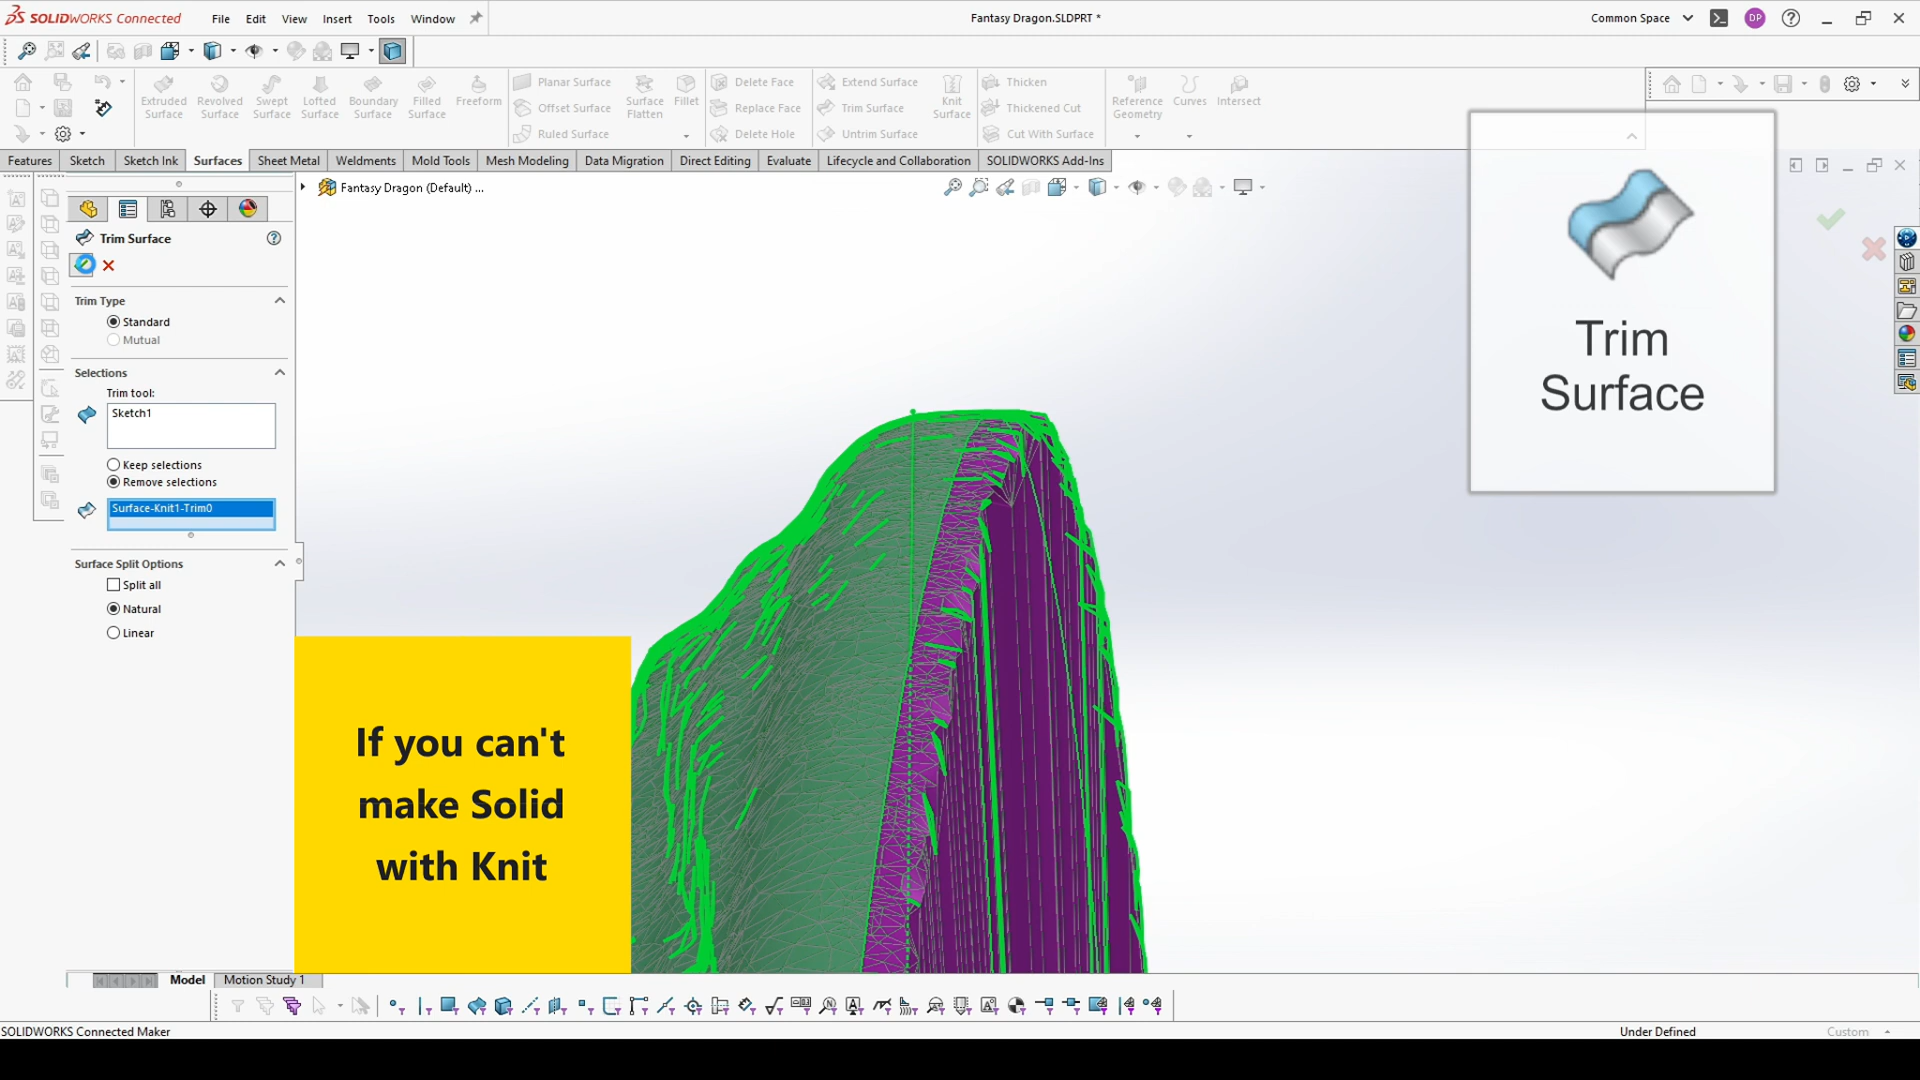 SOLIDWORKS Connected
File
Edit
View
Insert
Tools
Window
Fantasy Dragon.SLDPRT *
Common Space
DP
Extruded Surface
Revolved Surface
Swept Surface
Lofted Surface
Boundary Surface
Filled Surface
Freeform
Planar Surface
Offset Surface
Ruled Surface
Surface Flatten
Fillet
Delete Face
Replace Face
Delete Hole
Extend Surface
Trim Surface
Untrim Surface
Knit Surface
Thicken
Thickened Cut
Cut With Surface
Reference Geometry
Curves
Intersect
Features
Sketch
Sketch Ink
Surfaces
Sheet Metal
Weldments
Mold Tools
Mesh Modeling
Data Migration
Direct Editing
Evaluate
Lifecycle and Collaboration
SOLIDWORKS Add-Ins
Fantasy Dragon (Default) ...
Trim Surface
Trim Type
Standard
Mutual
Selections
Trim tool:
Sketch1
Keep selections
Remove selections
Surface-Knit1-Trim0
Surface Split Options
Split all
Natural
Linear
Trim
Surface
If you can't
make Solid
with Knit
Model
Motion Study 1
SOLIDWORKS Connected Maker
Under Defined
Custom